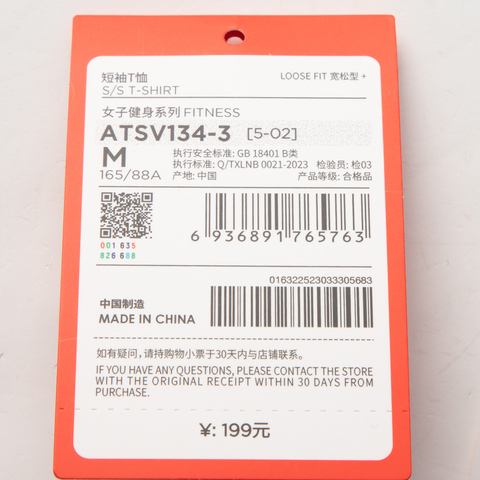 短袖T恤
S/S T-SHIRT
LOOSE FIT 宽松型 +
女子健身系列 FITNESS
ATSV134-3 [5-02]
M
165/88A
执行安全标准: GB 18401 B类
执行标准: Q/TXLNB 0021-2023 检验员: 检03
产地: 中国 产品等级: 合格品
001 635
826 688
6 936891 765763
016322523033305683
中国制造
MADE IN CHINA
如有疑问，请持购物小票于30天内与店铺联系。
IF YOU HAVE ANY QUESTIONS, PLEASE CONTACT THE STORE
WITH THE ORIGINAL RECEIPT WITHIN 30 DAYS FROM
PURCHASE.
¥: 199元